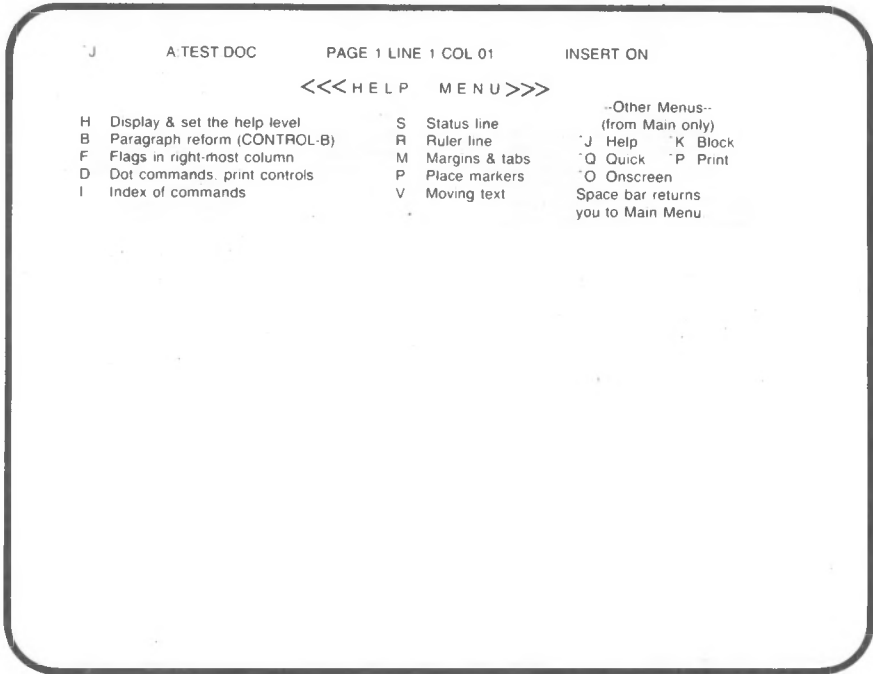 ^J A:TEST.DOC PAGE 1 LINE 1 COL 01 INSERT ON
<<<HELP MENU>>>
--Other Menus--
H Display & set the help level S Status line (from Main only)
B Paragraph reform (CONTROL-B) R Ruler line ^J Help ^K Block
F Flags in right-most column M Margins & tabs ^Q Quick ^P Print
D Dot commands, print controls P Place markers ^O Onscreen
I Index of commands V Moving text Space bar returns
you to Main Menu.